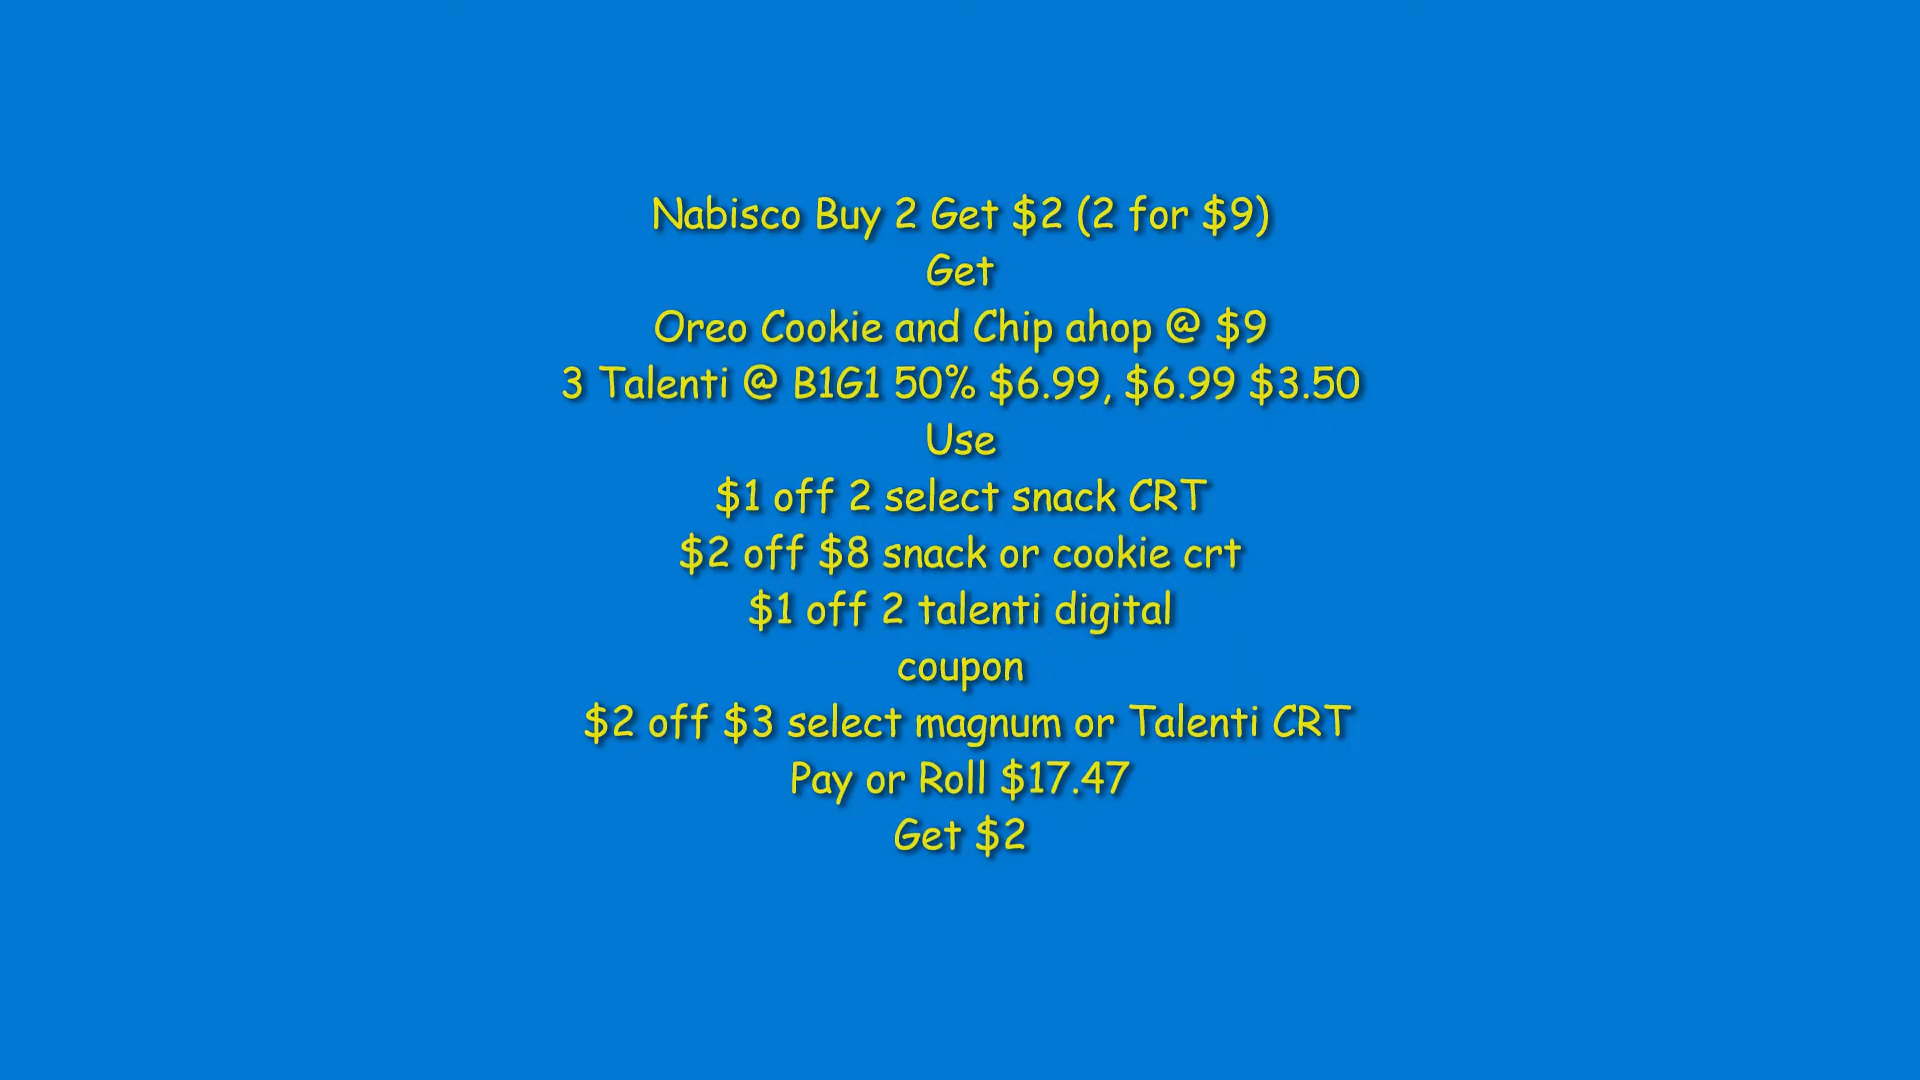 Nabisco Buy 2 Get $2 (2 for $9)
Get
Oreo Cookie and Chip ahop @ $9
3 Talenti @ B1G1 50% $6.99, $6.99 $3.50
Use
$1 off 2 select snack CRT
$2 off $8 snack or cookie crt
$1 off 2 talenti digital
coupon
$2 off $3 select magnum or Talenti CRT
Pay or Roll $17.47
Get $2